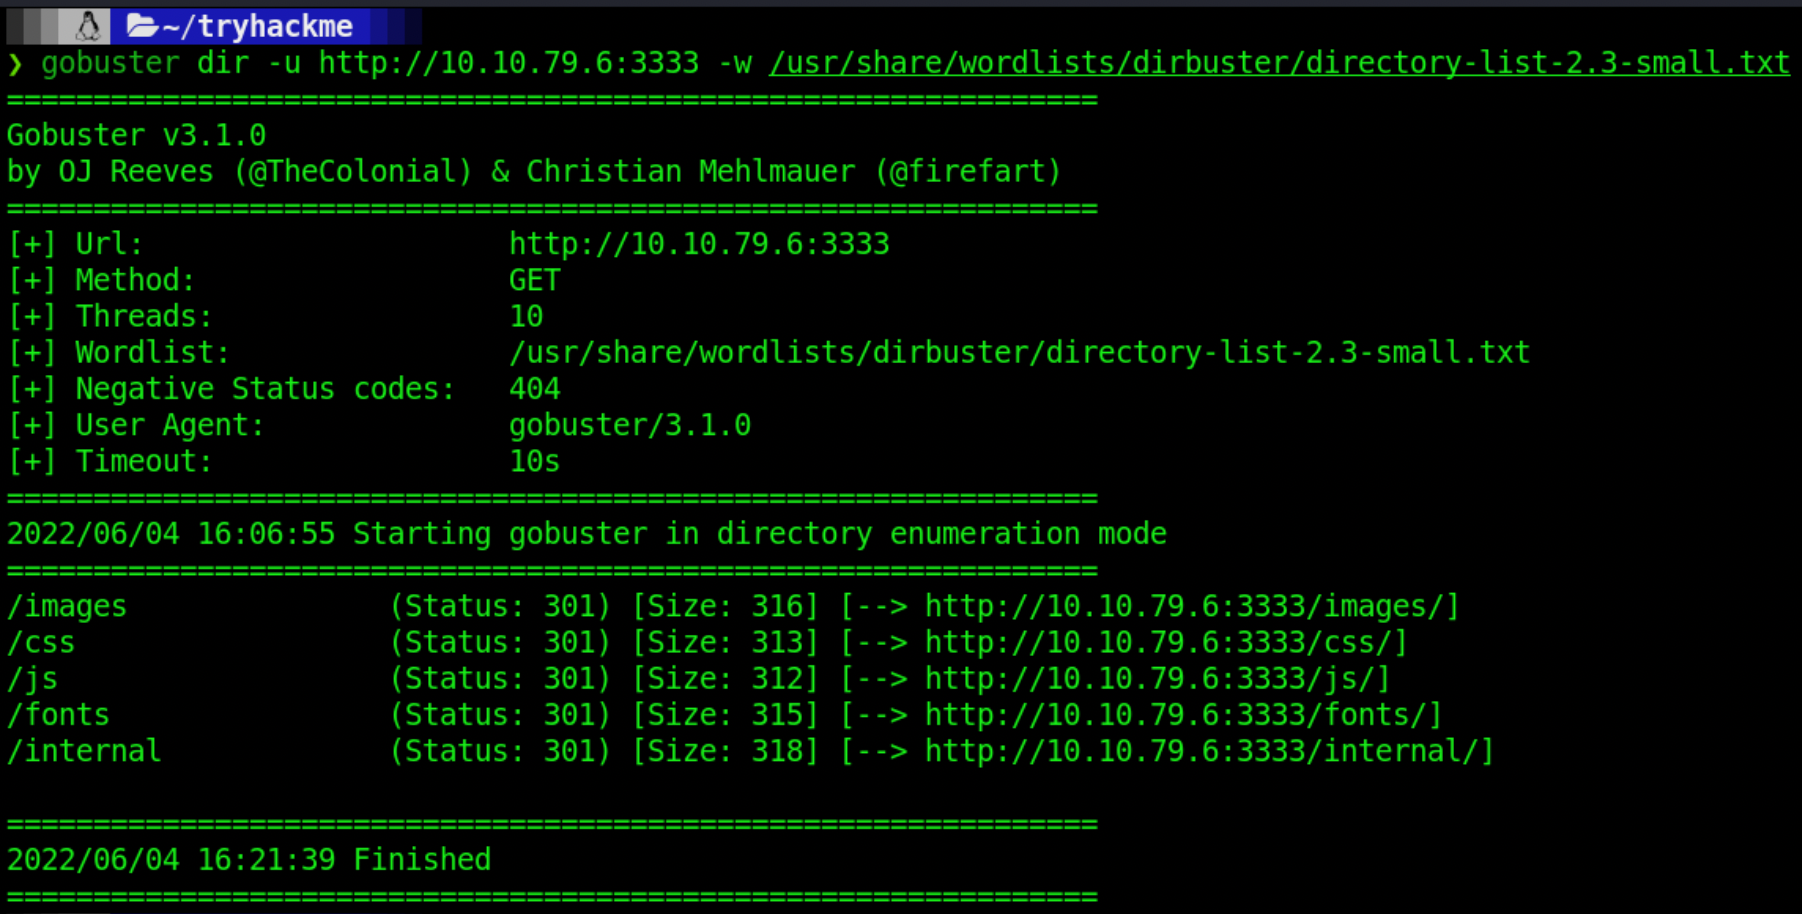 ~/tryhackme
❯ gobuster dir -u http://10.10.79.6:3333 -w /usr/share/wordlists/dirbuster/directory-list-2.3-small.txt
===============================================================
Gobuster v3.1.0
by OJ Reeves (@TheColonial) & Christian Mehlmauer (@firefart)
===============================================================
[+] Url:                     http://10.10.79.6:3333
[+] Method:                  GET
[+] Threads:                 10
[+] Wordlist:                /usr/share/wordlists/dirbuster/directory-list-2.3-small.txt
[+] Negative Status codes:   404
[+] User Agent:              gobuster/3.1.0
[+] Timeout:                 10s
===============================================================
2022/06/04 16:06:55 Starting gobuster in directory enumeration mode
===============================================================
/images               (Status: 301) [Size: 316] [--> http://10.10.79.6:3333/images/]
/css                  (Status: 301) [Size: 313] [--> http://10.10.79.6:3333/css/]
/js                   (Status: 301) [Size: 312] [--> http://10.10.79.6:3333/js/]
/fonts                (Status: 301) [Size: 315] [--> http://10.10.79.6:3333/fonts/]
/internal             (Status: 301) [Size: 318] [--> http://10.10.79.6:3333/internal/]
===============================================================
2022/06/04 16:21:39 Finished
===============================================================